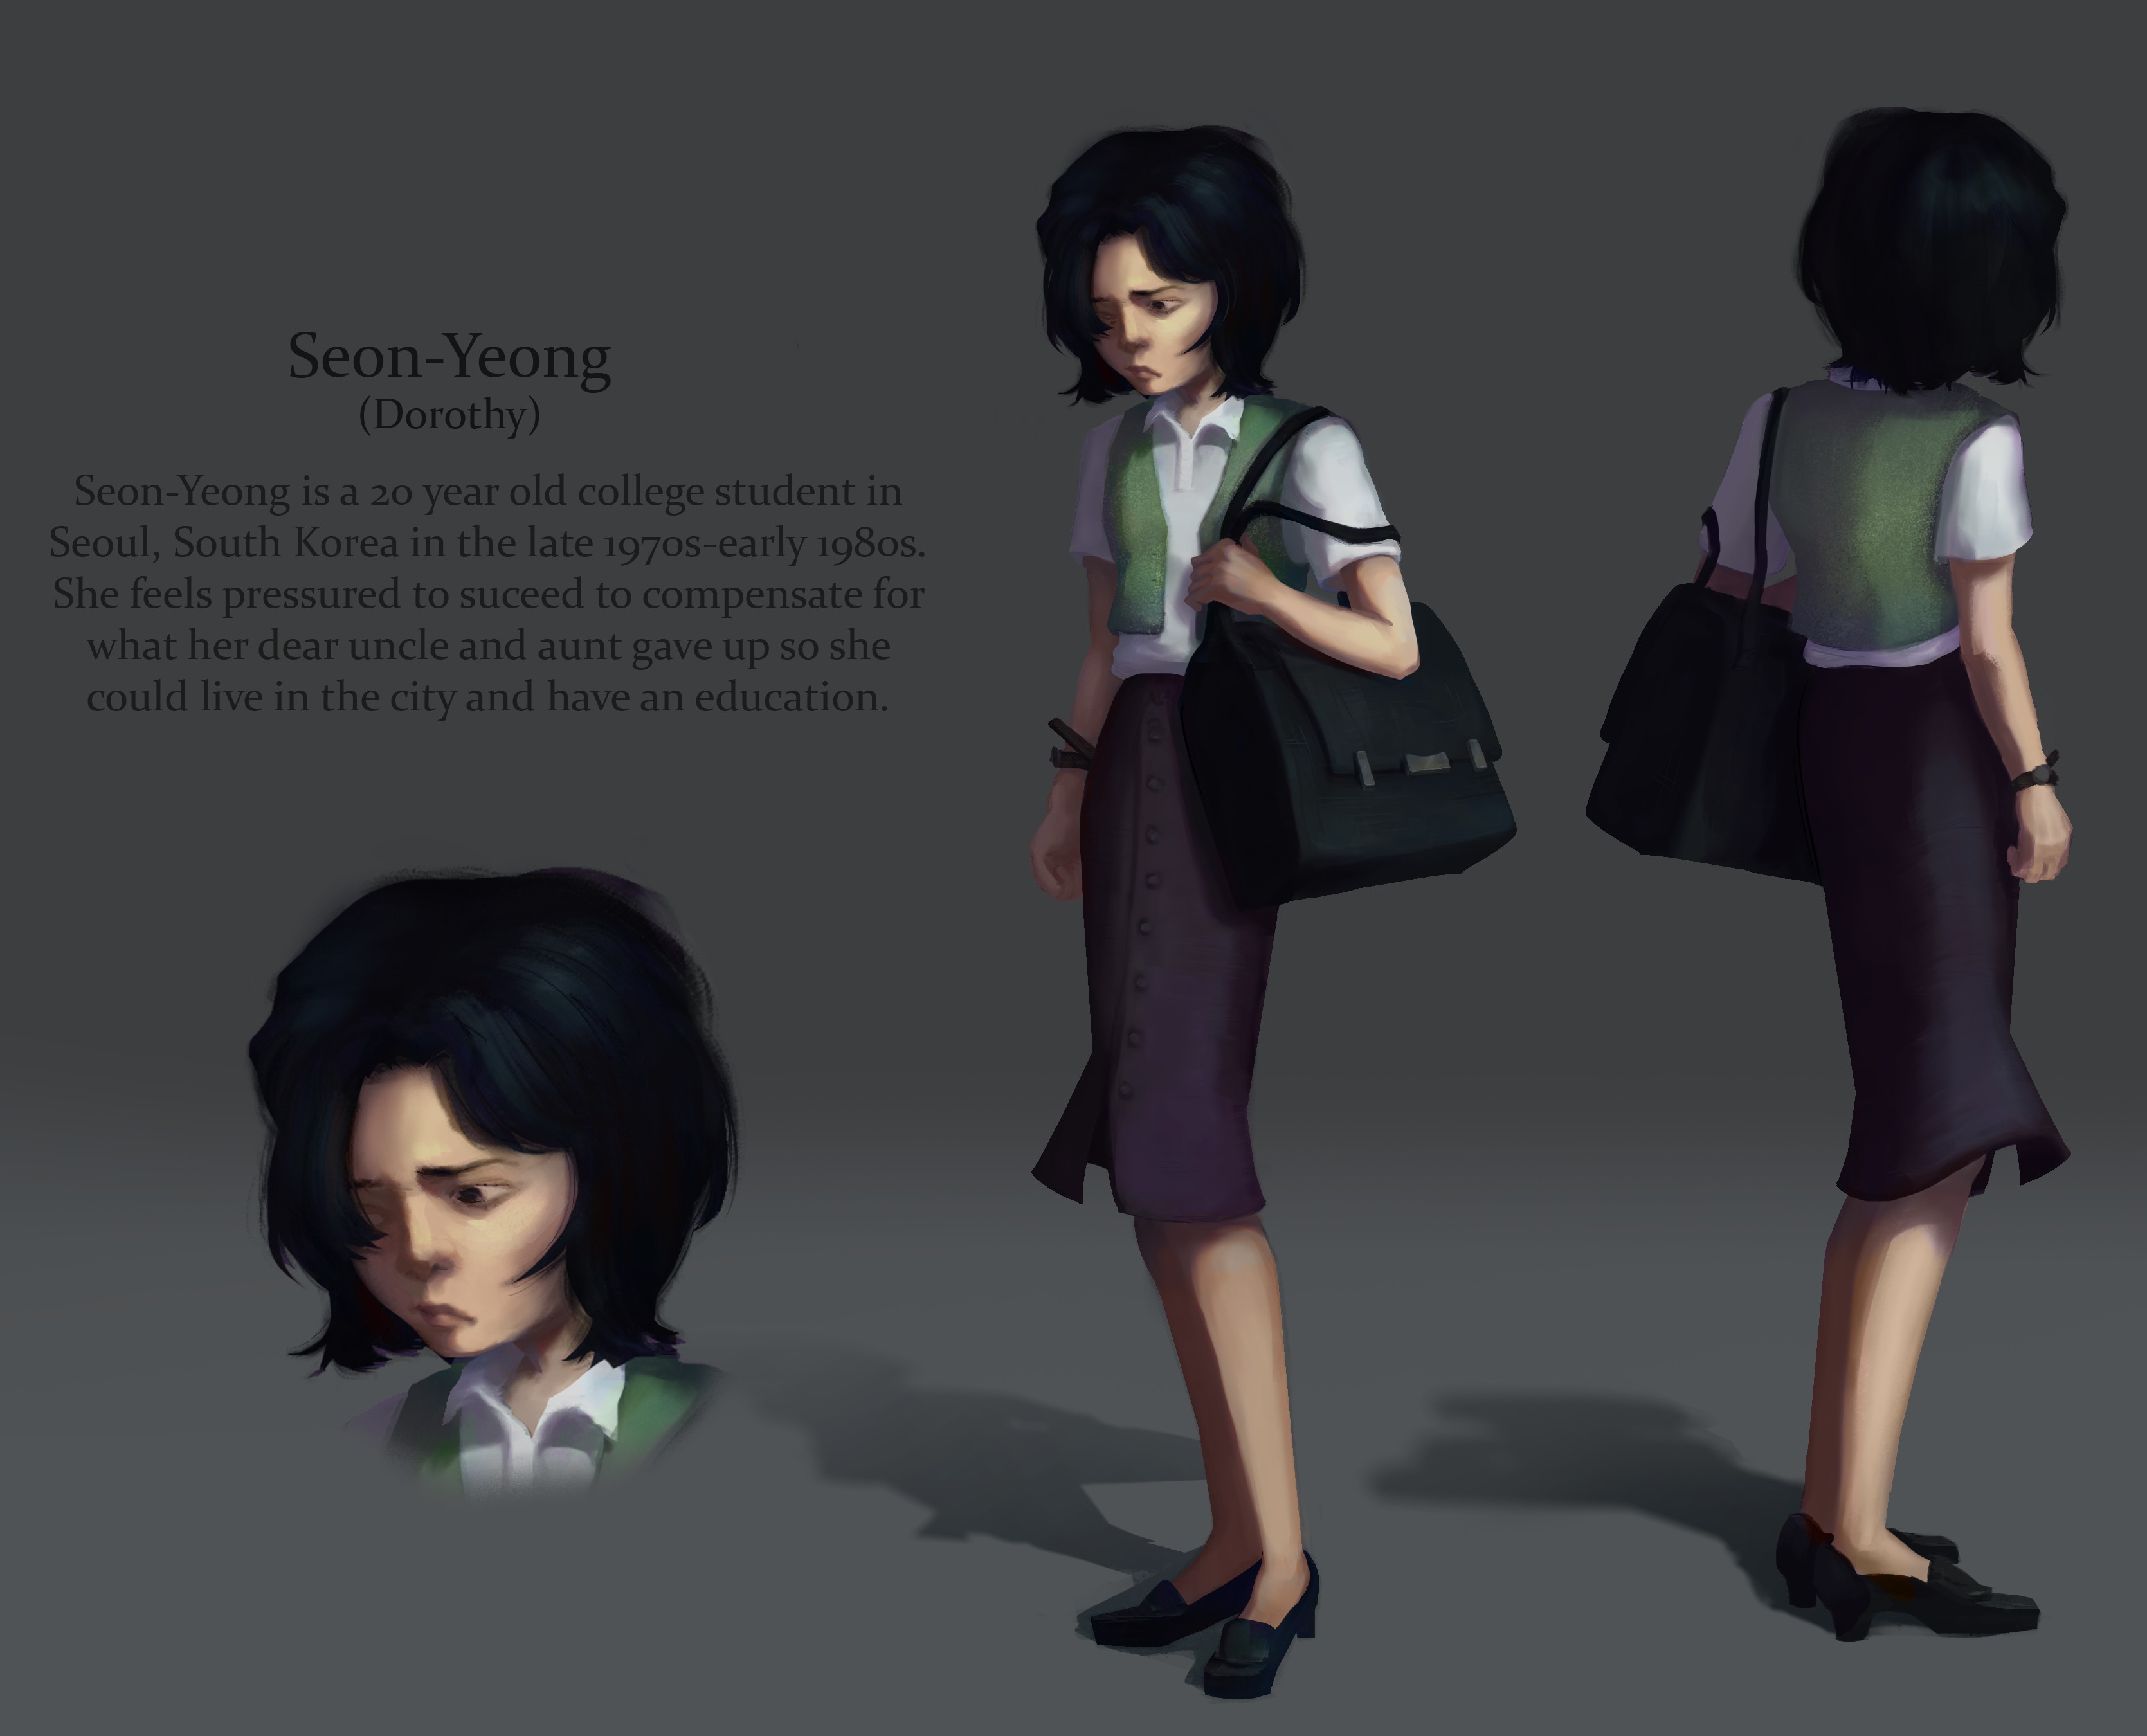 Seon-Yeong
(Dorothy)
Seon-Yeong is a 20 year old college student in
Seoul, South Korea in the late 1970s-early 1980s.
She feels pressured to suceed to compensate for
what her dear uncle and aunt gave up so she
could live in the city and have an education.